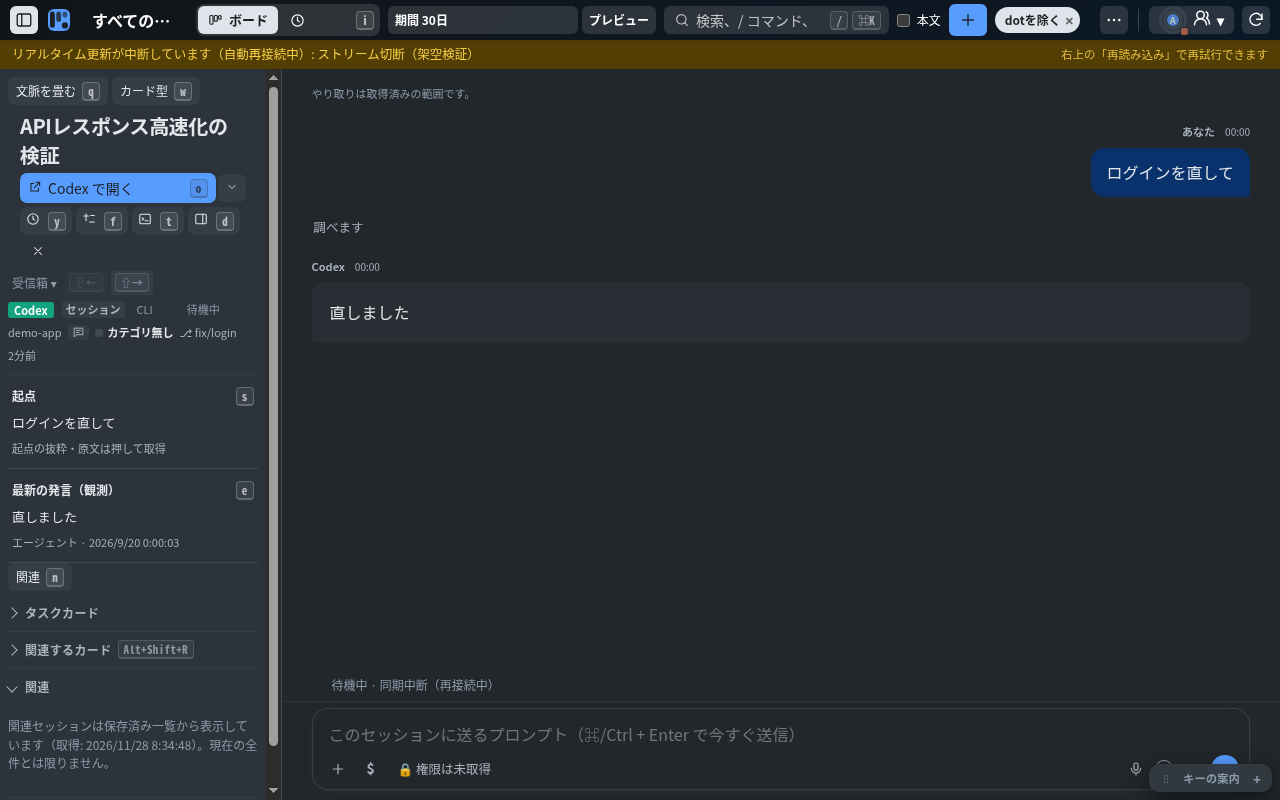 すべての…
ボード
i
期間 30日
プレビュー
検索、/ コマンド、 / ⌘K
本文
+
dotを除く ×
…
A
▾
リアルタイム更新が中断しています（自動再接続中）: ストリーム切断（架空検証）
右上の「再読み込み」で再試行できます
文脈を畳む q
カード型 w
APIレスポンス高速化の
検証
Codex で開く o
y f t d
×
受信箱 ▾ ⇧← ⇧→
Codex セッション CLI 待機中
demo-app カテゴリ無し ⎇ fix/login
2分前
起点 s
ログインを直して
起点の抜粋・原文は押して取得
最新の発言（観測） e
直しました
エージェント · 2026/9/20 0:00:03
関連 n
タスクカード
関連するカード Alt+Shift+R
関連
関連セッションは保存済み一覧から表示して
います（取得: 2026/11/28 8:34:48）。現在の全
件とは限りません。
やり取りは取得済みの範囲です。
あなた 00:00
ログインを直して
調べます
Codex 00:00
直しました
待機中 · 同期中断（再接続中）
このセッションに送るプロンプト（⌘/Ctrl + Enter で今すぐ送信）
+ $ 🔒 権限は未取得
キーの案内 +